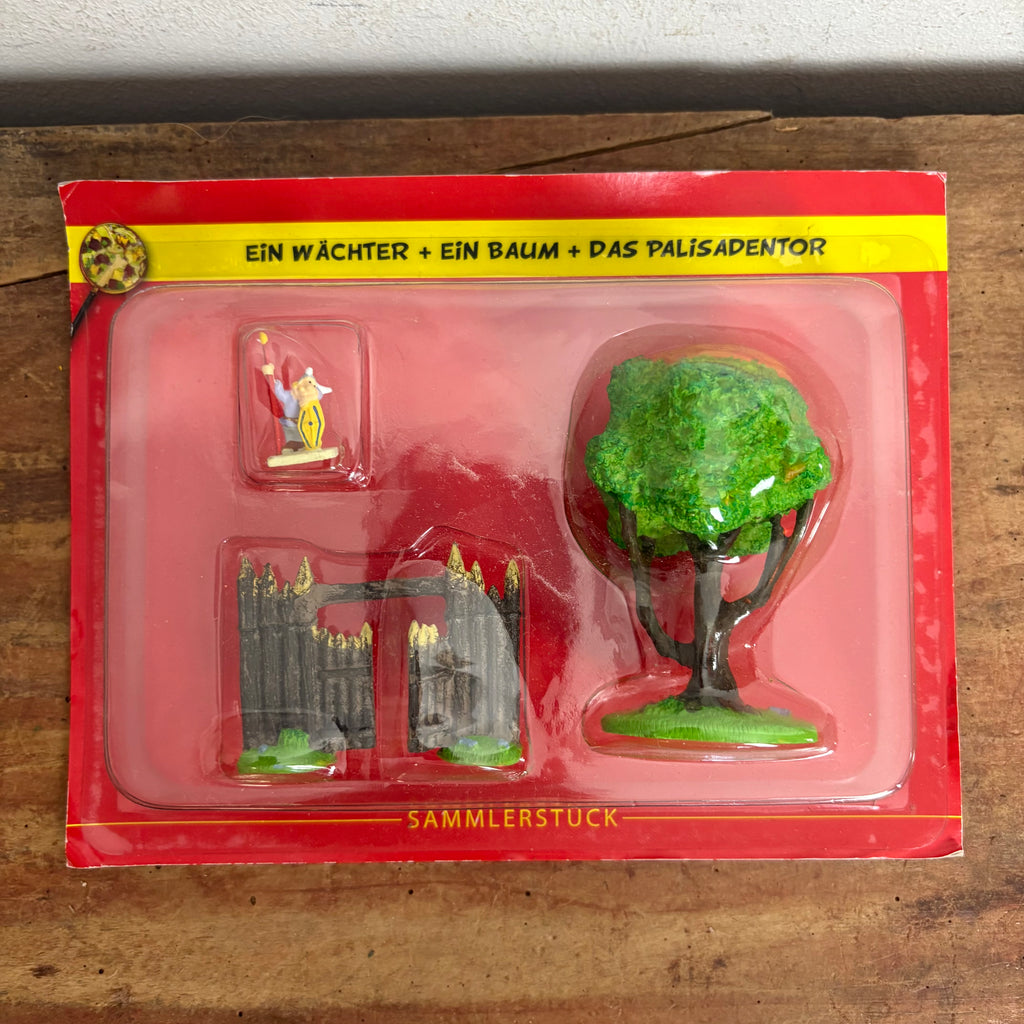 EIN WÄCHTER + EIN BAUM + DAS PALISADENTOR
SAMMLERSTUCK